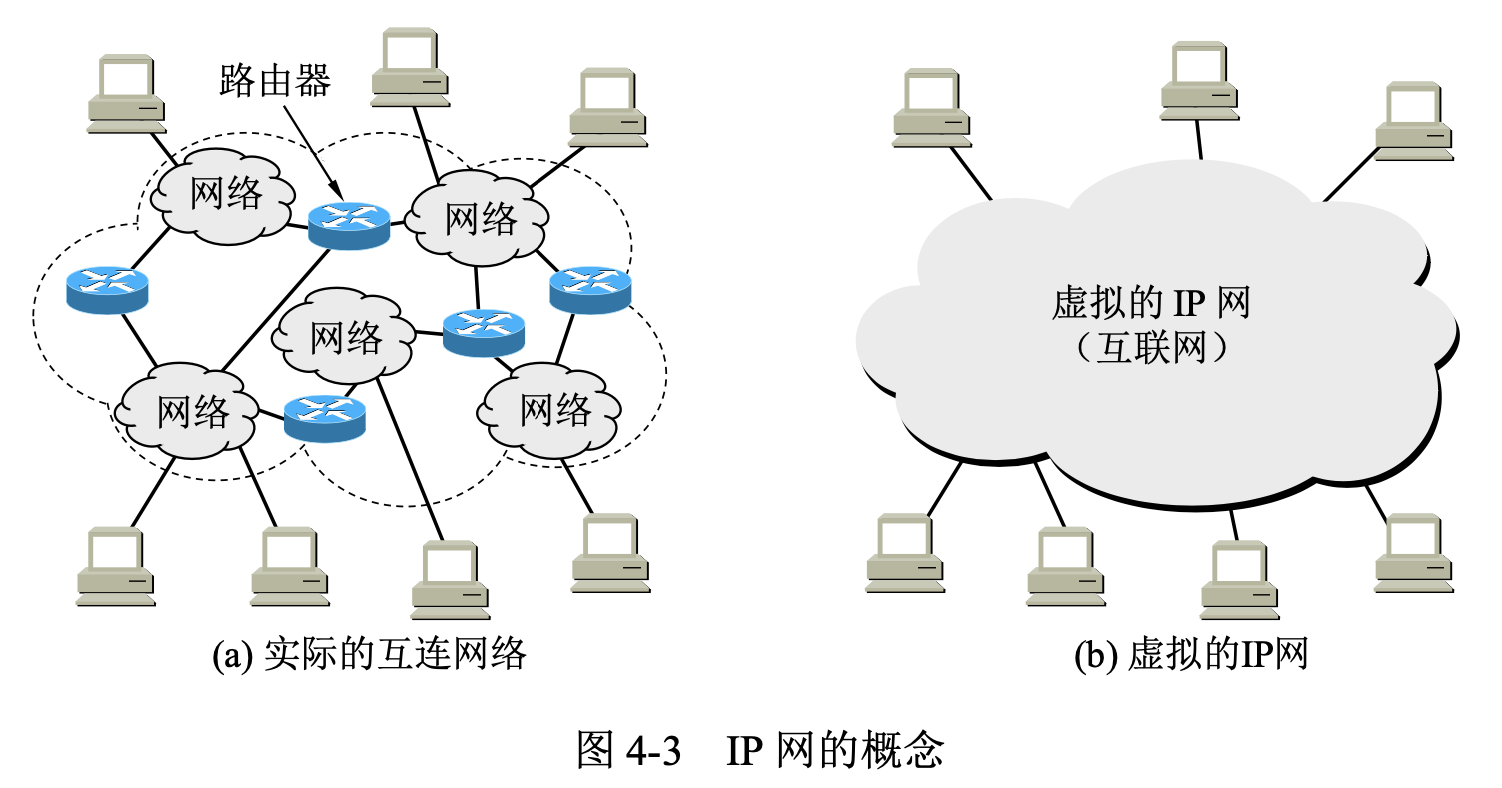 路由器
网络
网络
网络
网络
网络
(a) 实际的互连网络
虚拟的 IP 网
（互联网）
(b) 虚拟的IP网
图 4-3 IP 网的概念